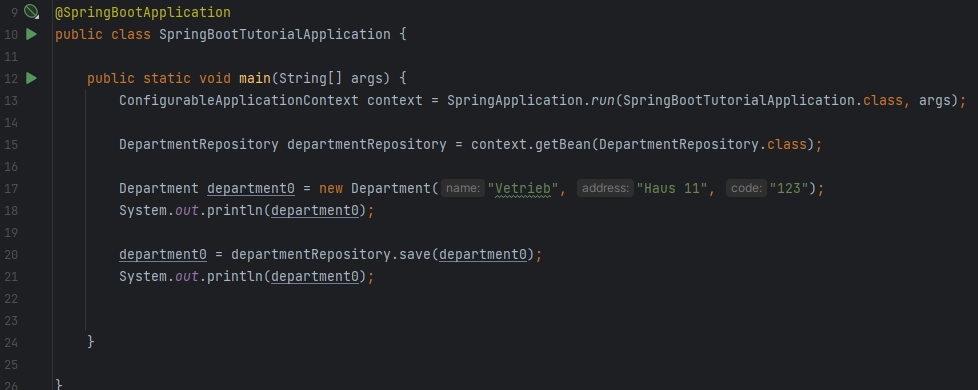 9 @SpringBootApplication
10 public class SpringBootTutorialApplication {
11
12 public static void main(String[] args) {
13 ConfigurableApplicationContext context = SpringApplication.run(SpringBootTutorialApplication.class, args);
14
15 DepartmentRepository departmentRepository = context.getBean(DepartmentRepository.class);
16
17 Department department0 = new Department( name: "Vetrieb", address: "Haus 11", code: "123");
18 System.out.println(department0);
19
20 department0 = departmentRepository.save(department0);
21 System.out.println(department0);
22
23
24 }
25
26 }